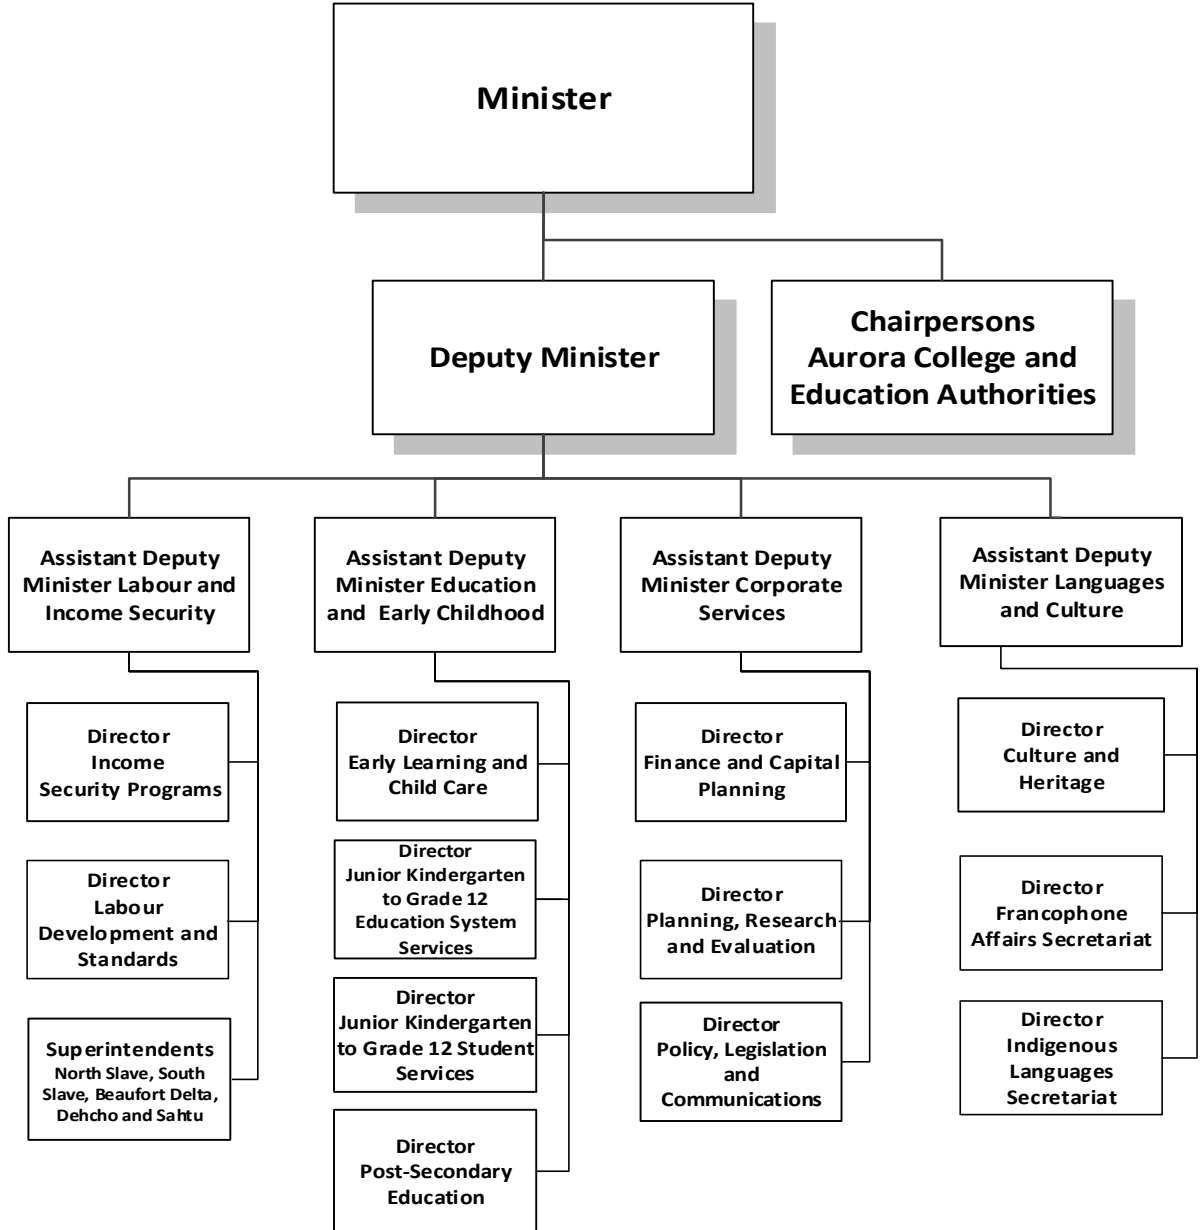 Minister
Deputy Minister
Chairpersons
Aurora College and
Education Authorities
Assistant Deputy
Minister Labour and
Income Security
Assistant Deputy
Minister Education
and Early Childhood
Assistant Deputy
Minister Corporate
Services
Assistant Deputy
Minister Languages
and Culture
Director
Income
Security Programs
Director
Labour
Development and
Standards
Superintendents
North Slave, South
Slave, Beaufort Delta,
Dehcho and Sahtu
Director
Early Learning and
Child Care
Director
Junior Kindergarten
to Grade 12
Education System
Services
Director
Junior Kindergarten
to Grade 12 Student
Services
Director
Post-Secondary
Education
Director
Finance and Capital
Planning
Director
Planning, Research
and Evaluation
Director
Policy, Legislation
and
Communications
Director
Culture and
Heritage
Director
Francophone
Affairs Secretariat
Director
Indigenous
Languages
Secretariat